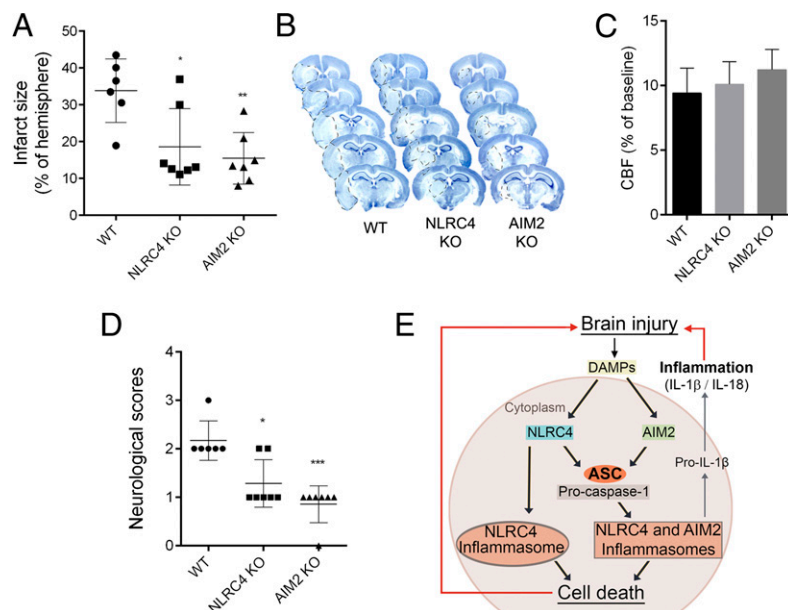 A
Infarct size
(% of hemisphere)
50
40
30
20
10
0
*
**
WT
NLRC4 KO
AIM2 KO
B
WT
NLRC4
KO
AIM2
KO
C
CBF (% of baseline)
15
10
5
0
WT
NLRC4 KO
AIM2 KO
D
Neurological scores
4
3
2
1
0
*
***
WT
NLRC4 KO
AIM2 KO
E
Brain injury
DAMPs
Inflammation
(IL-1β / IL-18)
Cytoplasm
NLRC4
AIM2
ASC
Pro-caspase-1
Pro-IL-1β
NLRC4
Inflammasome
NLRC4 and AIM2
Inflammasomes
Cell death